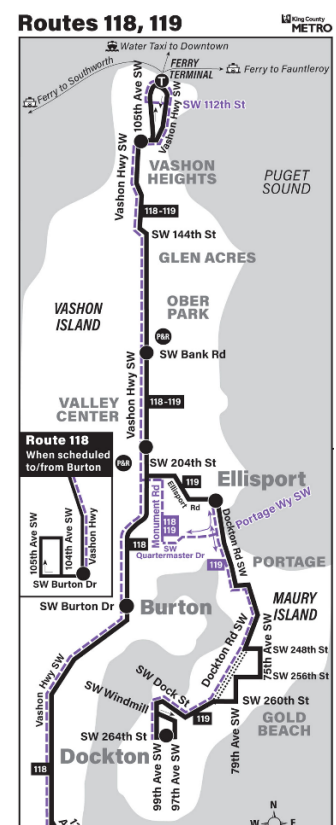 Routes 118, 119
King County
METRO
Water Taxi to Downtown
FERRY
TERMINAL
Ferry to Southworth
Ferry to Fauntleroy
T
105th Ave SW
Vashon Hwy SW
SW 112th St
Vashon Hwy SW
VASHON
HEIGHTS
PUGET
SOUND
118-119
SW 144th St
GLEN ACRES
VASHON
ISLAND
OBER
PARK
P&R
SW Bank Rd
Vashon Hwy SW
118-119
VALLEY
CENTER
Route 118
When scheduled
to/from Burton
P&R
SW 204th St
119
Ellisport
Ellisport
Rd
Monument Rd
118
119
Portage Wy SW
105th Ave SW
104th Ave SW
Vashon Hwy
SW Burton Dr
118
SW
Quartermaster Dr
119
Dockton Rd SW
PORTAGE
MAURY
ISLAND
SW Burton Dr
Burton
Dockton Rd SW
75th Ave SW
SW 248th St
SW 256th St
Vashon Hwy SW
SW Dock St
SW Windmill
SW 260th St
119
GOLD
BEACH
SW 264th St
79th Ave SW
Dockton
99th Ave SW
97th Ave SW
118
N
W
E